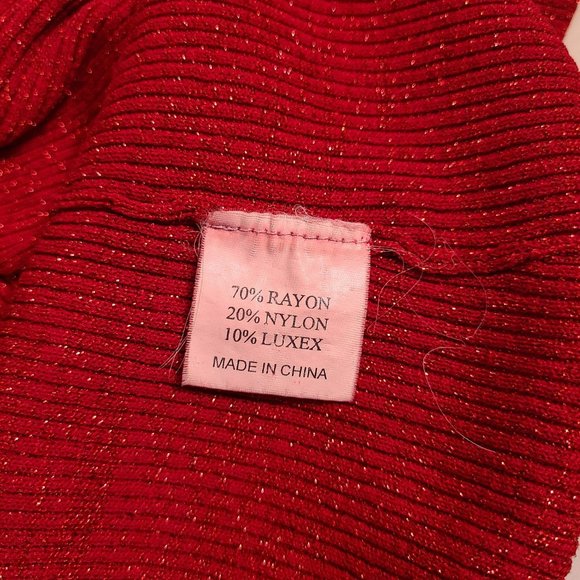 70% RAYON
20% NYLON
10% LUXEX
MADE IN CHINA